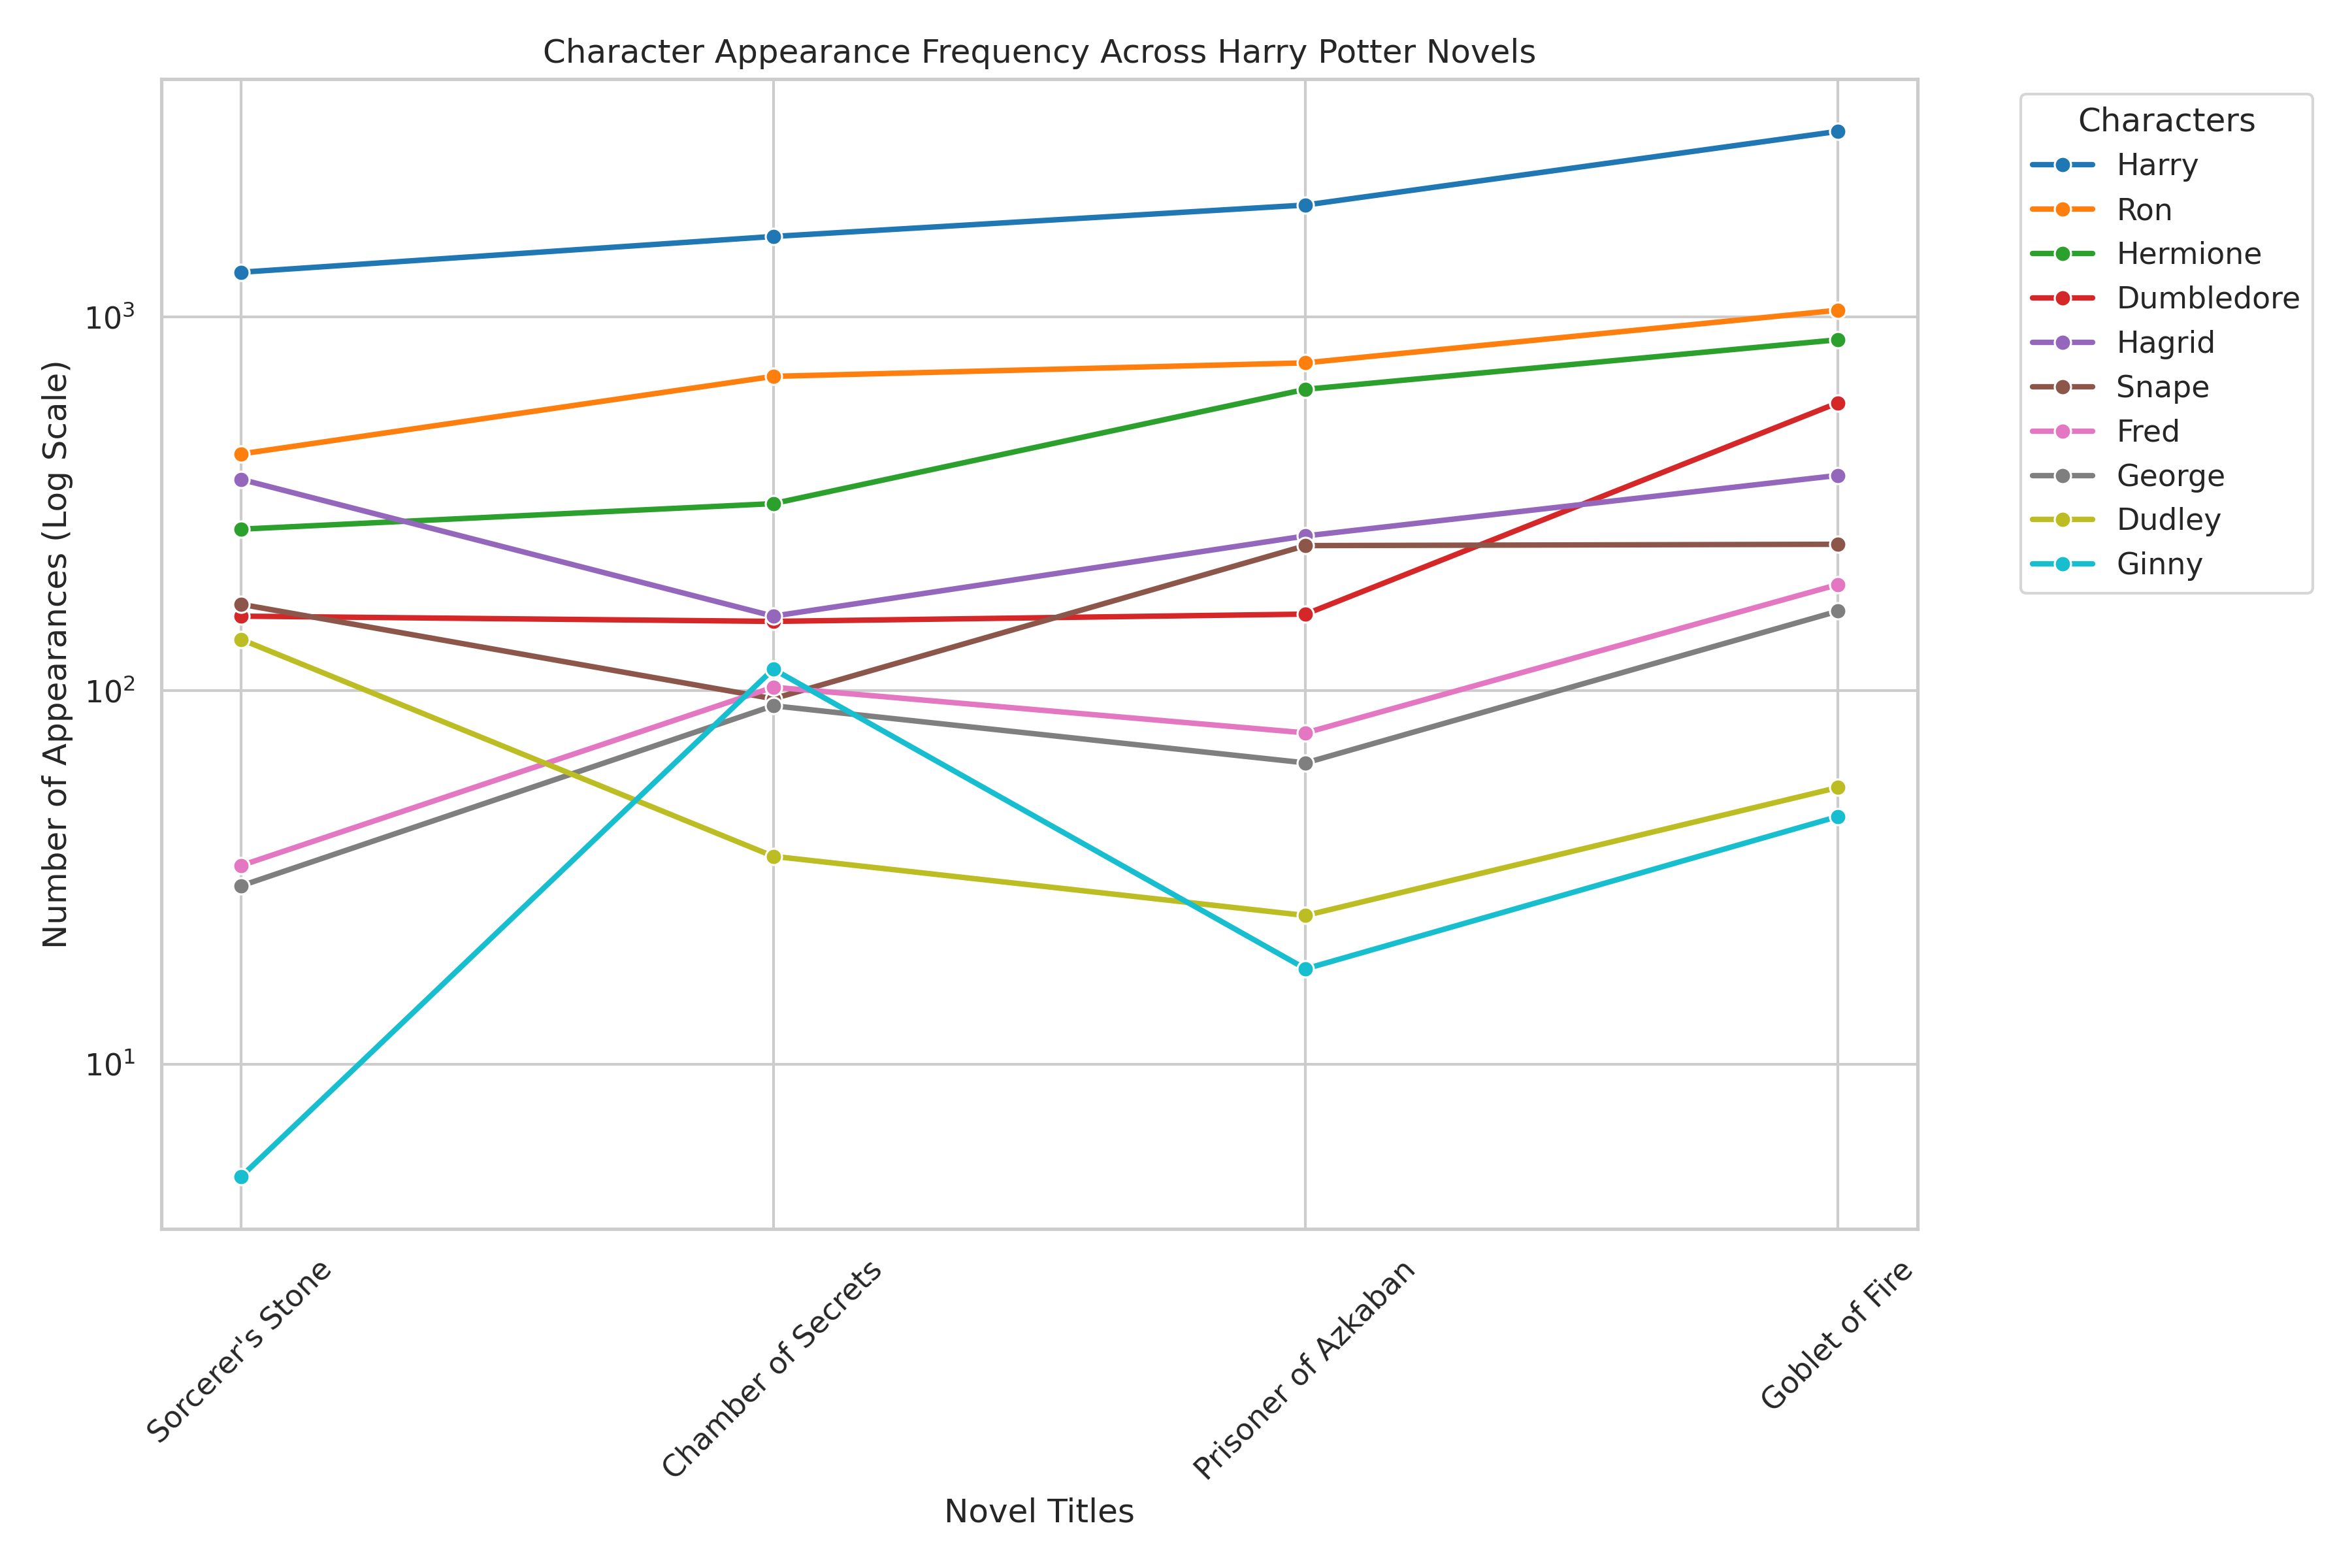 Character Appearance Frequency Across Harry Potter Novels
Number of Appearances (Log Scale)
10³
10²
10¹
Sorcerer's Stone
Chamber of Secrets
Prisoner of Azkaban
Goblet of Fire
Novel Titles
Characters
Harry
Ron
Hermione
Dumbledore
Hagrid
Snape
Fred
George
Dudley
Ginny